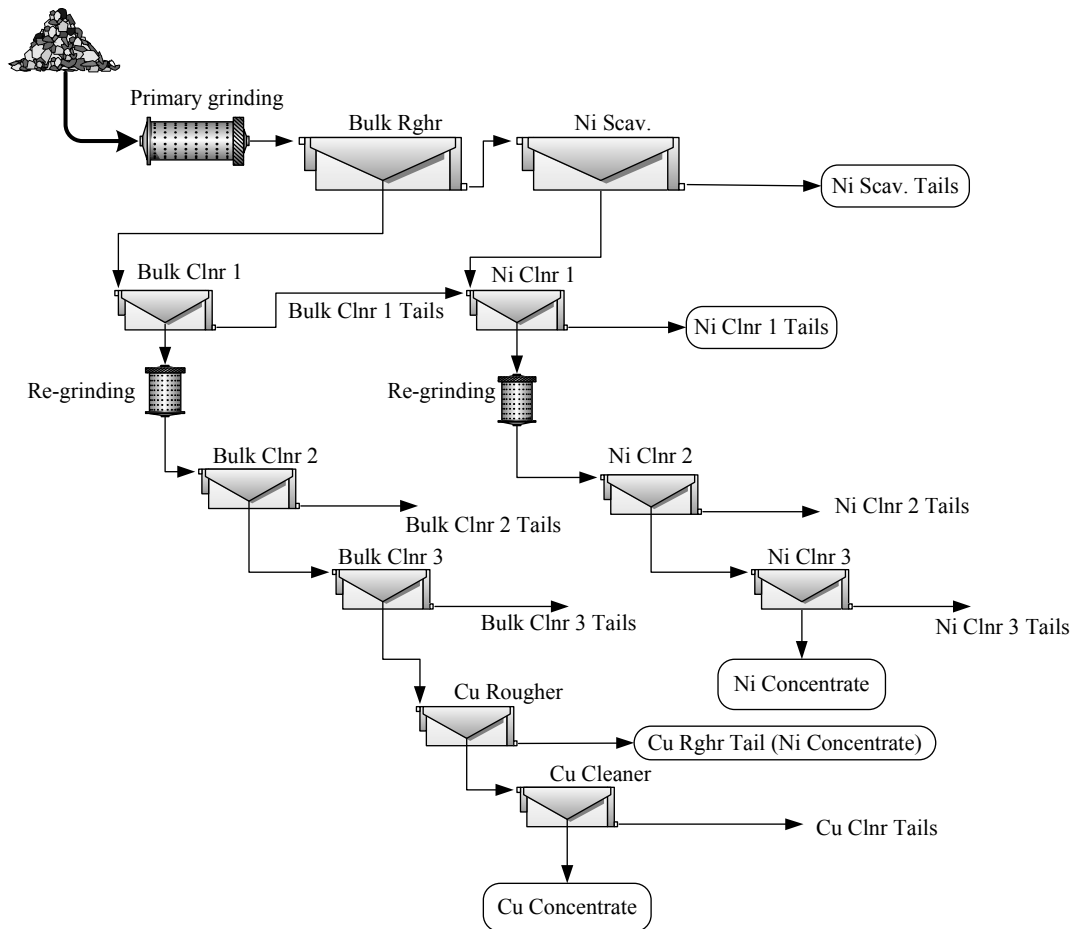 Primary grinding
Bulk Rghr
Ni Scav.
Ni Scav. Tails
Bulk Clnr 1
Ni Clnr 1
Bulk Clnr 1 Tails
Ni Clnr 1 Tails
Re-grinding
Re-grinding
Bulk Clnr 2
Ni Clnr 2
Bulk Clnr 2 Tails
Ni Clnr 2 Tails
Bulk Clnr 3
Ni Clnr 3
Bulk Clnr 3 Tails
Ni Clnr 3 Tails
Ni Concentrate
Cu Rougher
Cu Rghr Tail (Ni Concentrate)
Cu Cleaner
Cu Clnr Tails
Cu Concentrate